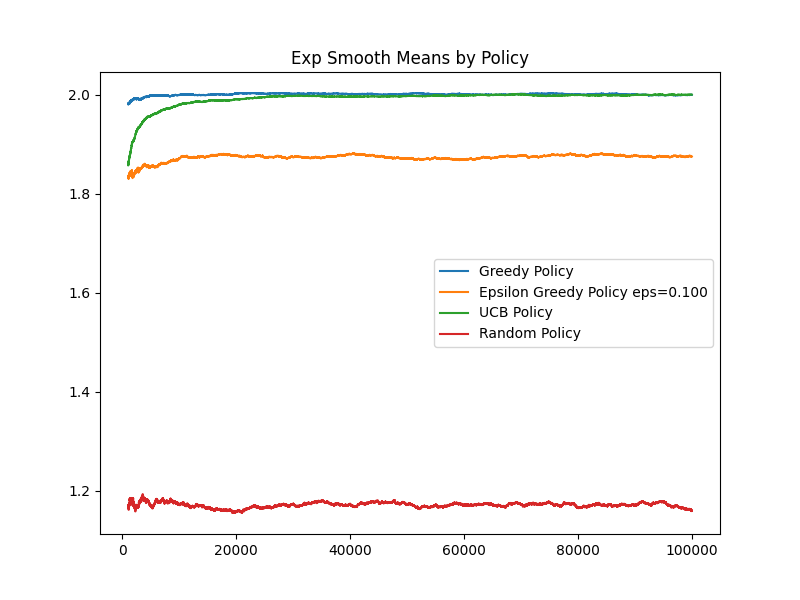 Exp Smooth Means by Policy
2.0
1.8
1.6
1.4
1.2
Greedy Policy
Epsilon Greedy Policy eps=0.100
UCB Policy
Random Policy
0 20000 40000 60000 80000 100000